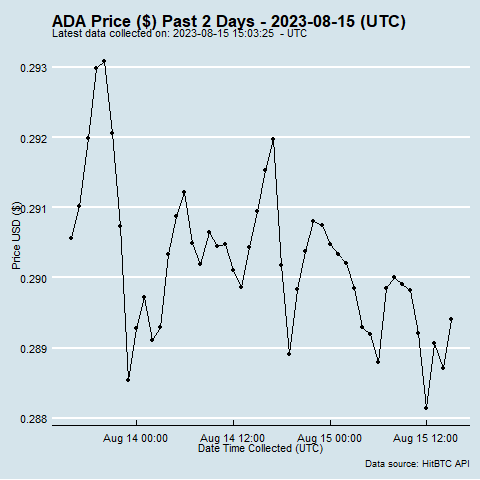 ADA Price ($) Past 2 Days - 2023-08-15 (UTC)
Latest data collected on: 2023-08-15 15:03:25 - UTC
0.293
0.292
0.291
0.290
0.289
0.288
Price USD ($)
Aug 14 00:00
Aug 14 12:00
Aug 15 00:00
Aug 15 12:00
Date Time Collected (UTC)
Data source: HitBTC API